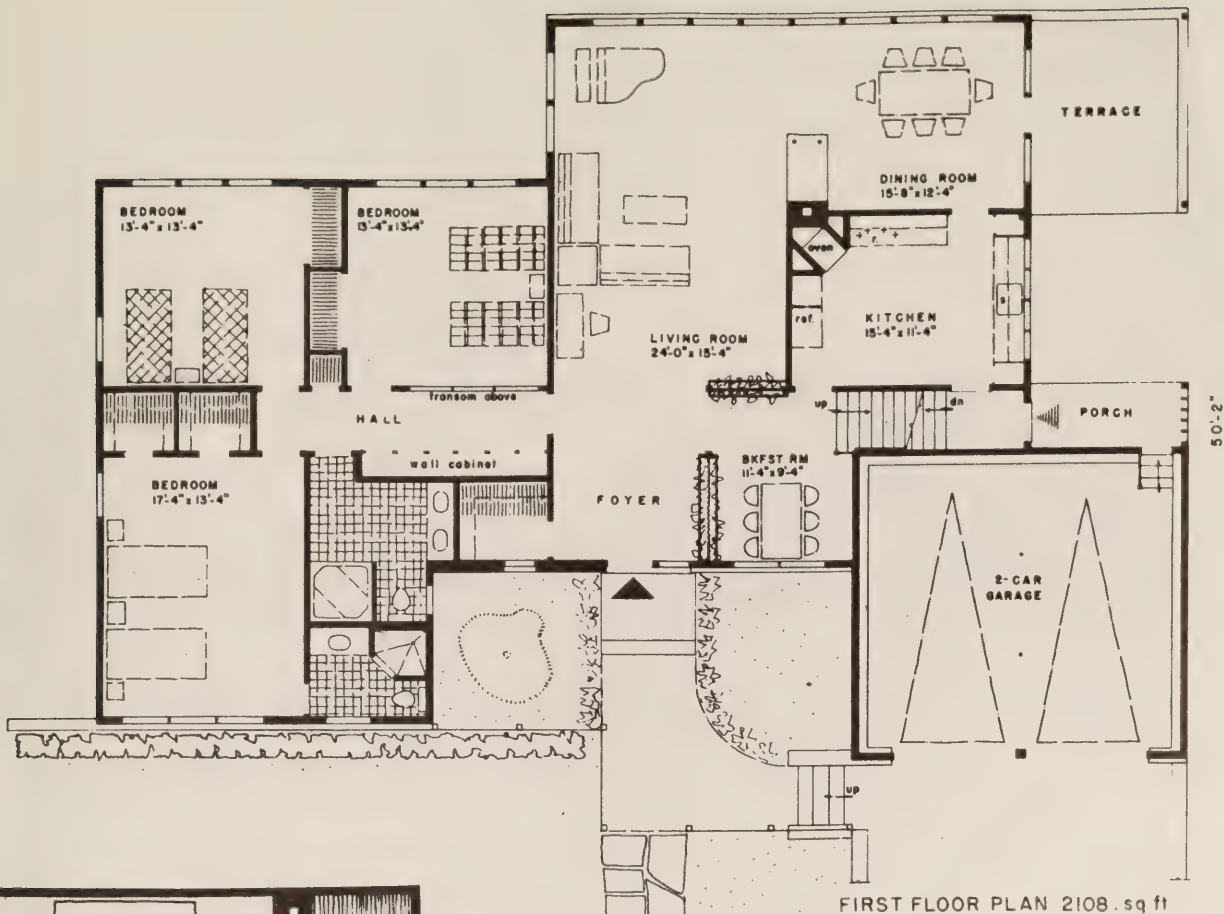 TERRACE
DINING ROOM
15'-8" x 12'-4"
BEDROOM
13'-4" x 13'-4"
BEDROOM
13'-4" x 13'-4"
oven
r.
s
ref.
KITCHEN
15'-4" x 11'-4"
LIVING ROOM
24'-0" x 15'-4"
transom above
HALL
up
dn
PORCH
50'-2"
wall cabinet
BKFST RM
11'-4" x 9'-4"
BEDROOM
17'-4" x 13'-4"
FOYER
2-CAR
GARAGE
up
FIRST FLOOR PLAN 2108. sq ft